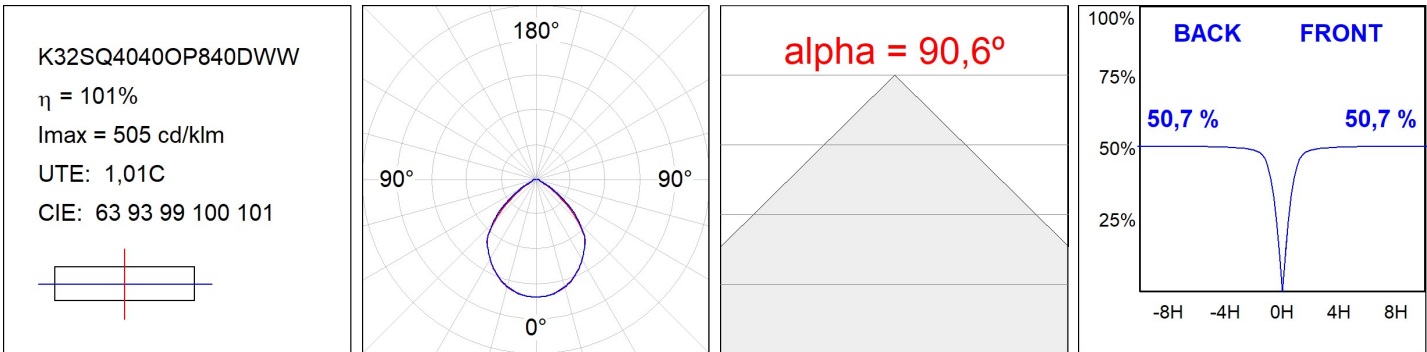 K32SQ4040OP840DWW
η = 101%
Imax = 505 cd/klm
UTE: 1,01C
CIE: 63 93 99 100 101
180°
90° 90°
0°
alpha = 90,6º
100%
BACK FRONT
75%
50,7 % 50,7 %
50%
25%
-8H -4H 0H 4H 8H